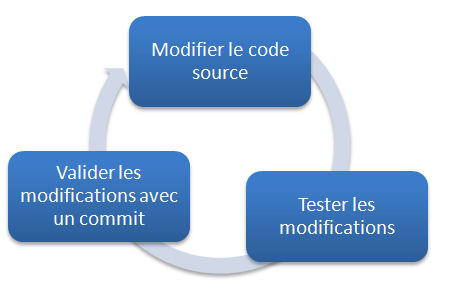 Modifier le code
source
Valider les
modifications avec
un commit
Tester les
modifications